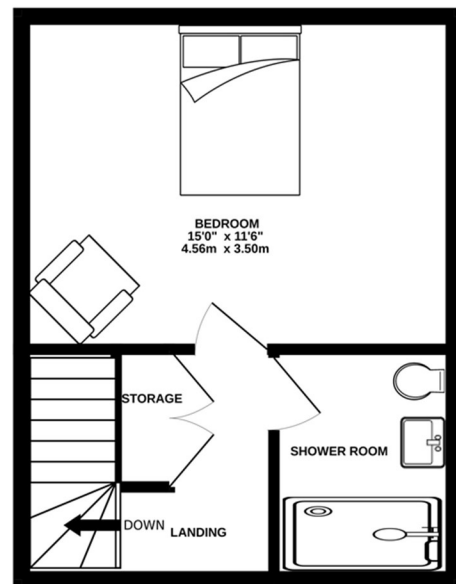 BEDROOM
15'0" x 11'6"
4.56m x 3.50m
STORAGE
SHOWER ROOM
DOWN
LANDING